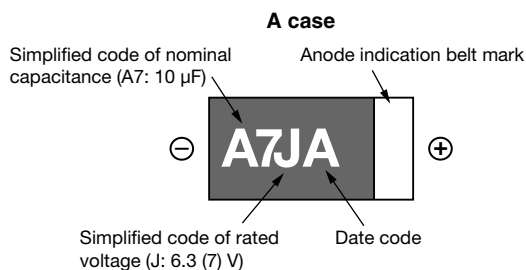 A case
Simplified code of nominal
capacitance (A7: 10 µF)
Anode indication belt mark
⊖
A7JA
⊕
Simplified code of rated
voltage (J: 6.3 (7) V)
Date code